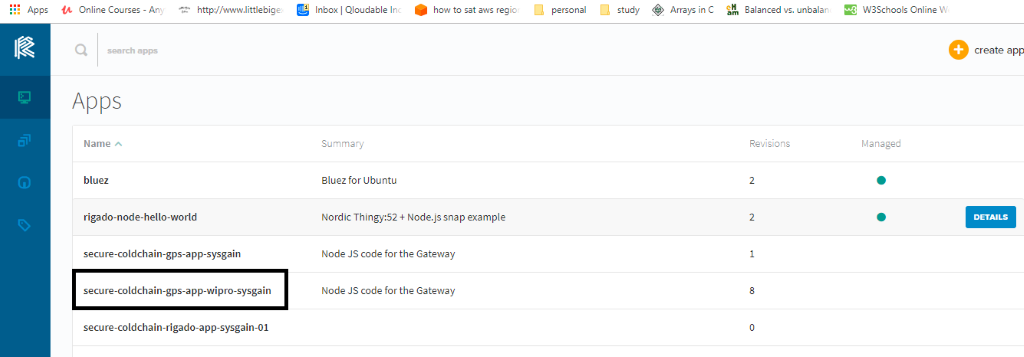 Apps Online Courses - Any http://www.littlebige Inbox | Qloudable Inc how to sat aws region personal study Arrays in C Balanced vs. unbalan W3Schools Online W
search apps create app
Apps
Name Summary Revisions Managed
bluez Bluez for Ubuntu 2
rigado-node-hello-world Nordic Thingy:52 + Node.js snap example 2 DETAILS
secure-coldchain-gps-app-sysgain Node JS code for the Gateway 1
secure-coldchain-gps-app-wipro-sysgain Node JS code for the Gateway 8
secure-coldchain-rigado-app-sysgain-01 0